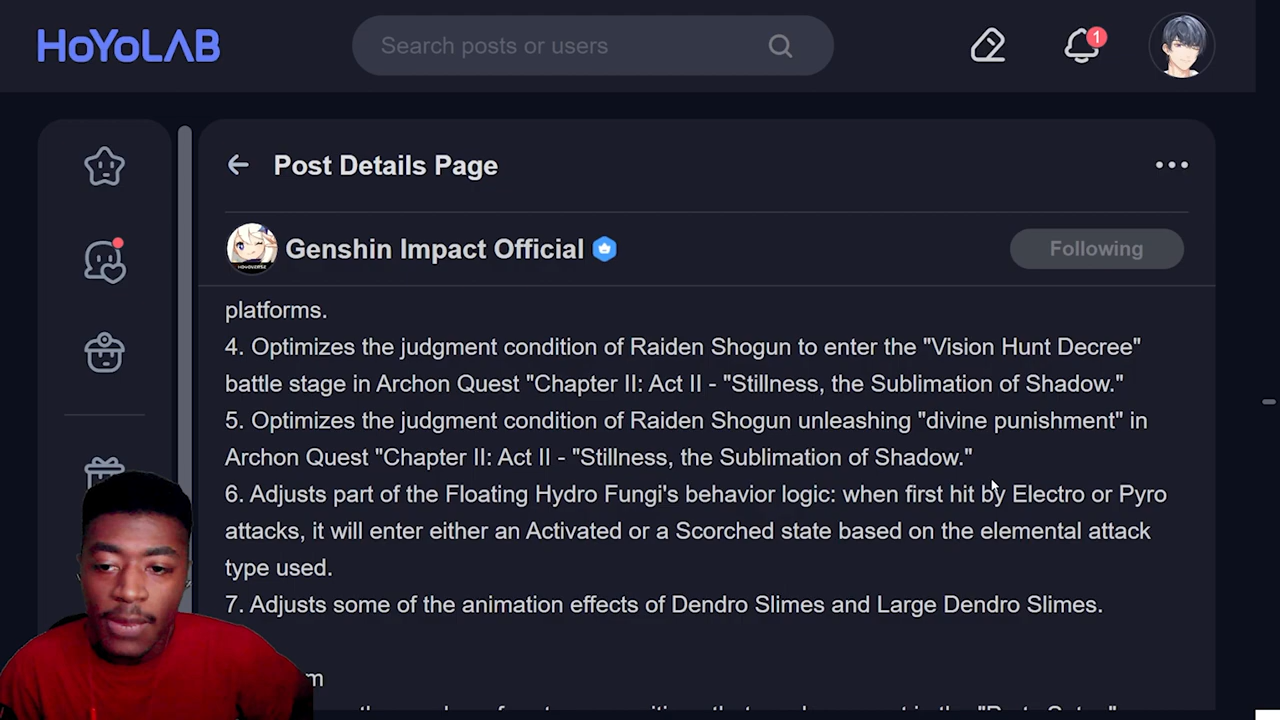 HoYoLAB
Search posts or users
1
Post Details Page
Genshin Impact Official
Following
platforms.
4. Optimizes the judgment condition of Raiden Shogun to enter the "Vision Hunt Decree"
battle stage in Archon Quest "Chapter II: Act II - "Stillness, the Sublimation of Shadow."
5. Optimizes the judgment condition of Raiden Shogun unleashing "divine punishment" in
Archon Quest "Chapter II: Act II - "Stillness, the Sublimation of Shadow."
6. Adjusts part of the Floating Hydro Fungi's behavior logic: when first hit by Electro or Pyro
attacks, it will enter either an Activated or a Scorched state based on the elemental attack
type used.
7. Adjusts some of the animation effects of Dendro Slimes and Large Dendro Slimes.